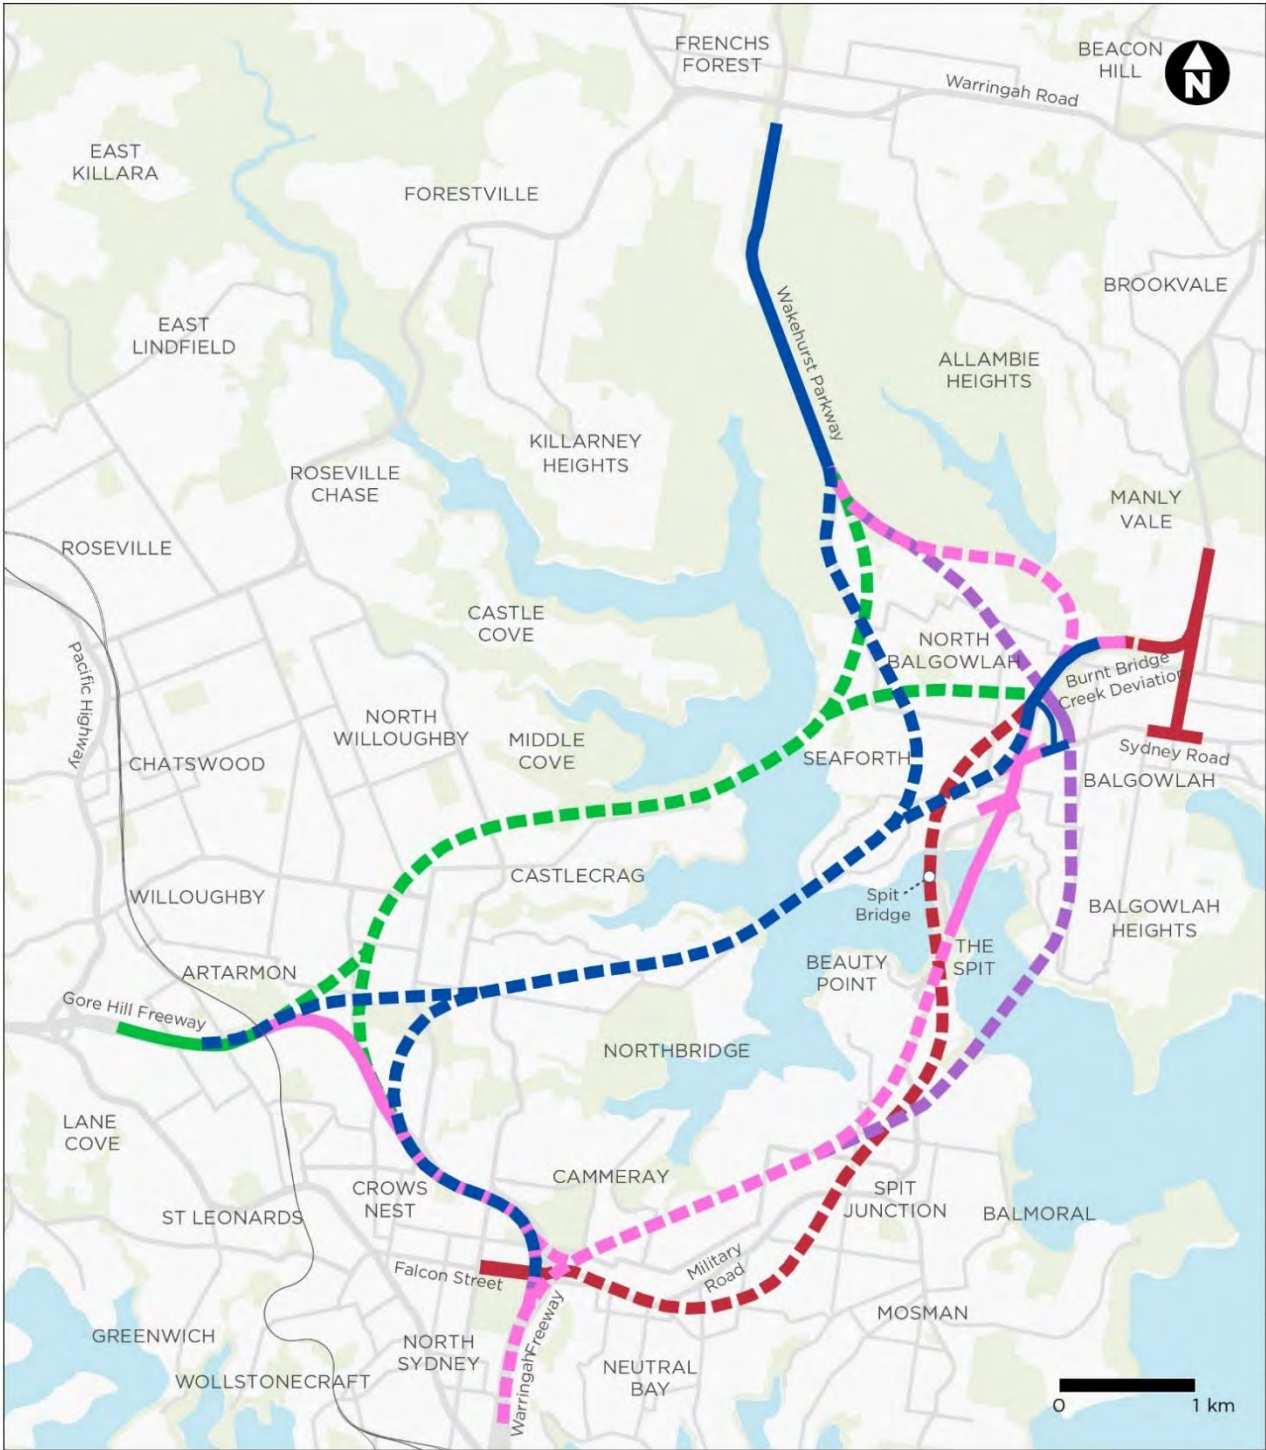 FRENCHS
FOREST
BEACON
HILL
N
Warringah Road
EAST
KILLARA
FORESTVILLE
BROOKVALE
Wakehurst Parkway
EAST
LINDFIELD
ALLAMBIE
HEIGHTS
KILLARNEY
HEIGHTS
ROSEVILLE
CHASE
MANLY
VALE
ROSEVILLE
CASTLE
COVE
NORTH
BALGOWLAH
Burnt Bridge
Creek Deviation
Pacific Highway
NORTH
WILLOUGHBY
MIDDLE
COVE
SEAFORTH
Sydney Road
CHATSWOOD
BALGOWLAH
CASTLECRAG
WILLOUGHBY
Spit
Bridge
BALGOWLAH
HEIGHTS
THE
SPIT
ARTARMON
BEAUTY
POINT
Gore Hill Freeway
NORTHBRIDGE
LANE
COVE
CAMMERAY
CROWS
NEST
SPIT
JUNCTION
ST LEONARDS
BALMORAL
Military
Road
Falcon Street
MOSMAN
GREENWICH
NORTH
SYDNEY
Warringah Freeway
NEUTRAL
BAY
WOLLSTONECRAFT
0 1 km